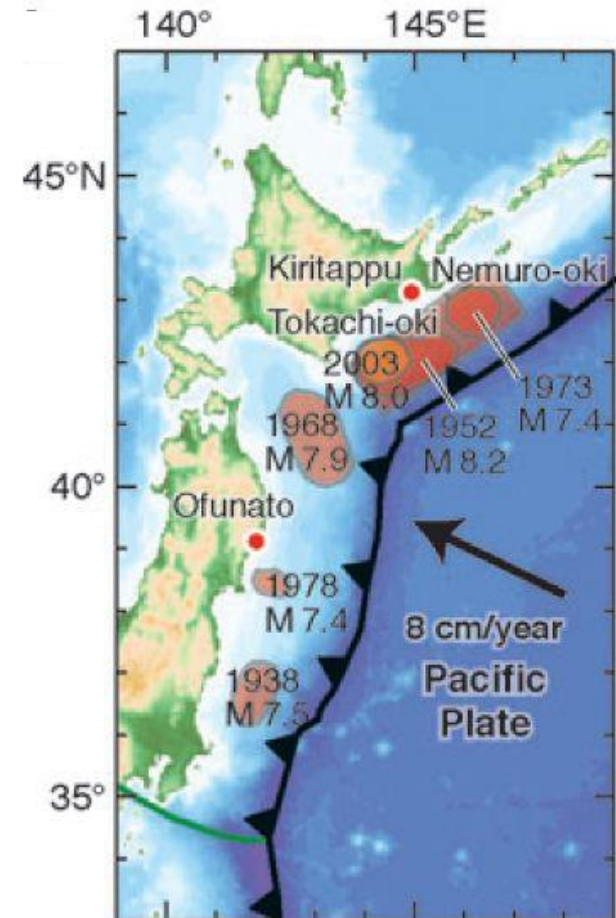 140°E
145°E
45°N
Kiritappu
Nemuro-oki
Tokachi-oki
2003
M 8.0
1973
M 7.4
1968
M 7.9
1952
M 8.2
40°
Ofunato
1978
M 7.4
8 cm/year
Pacific
Plate
1938
M 7.5
35°